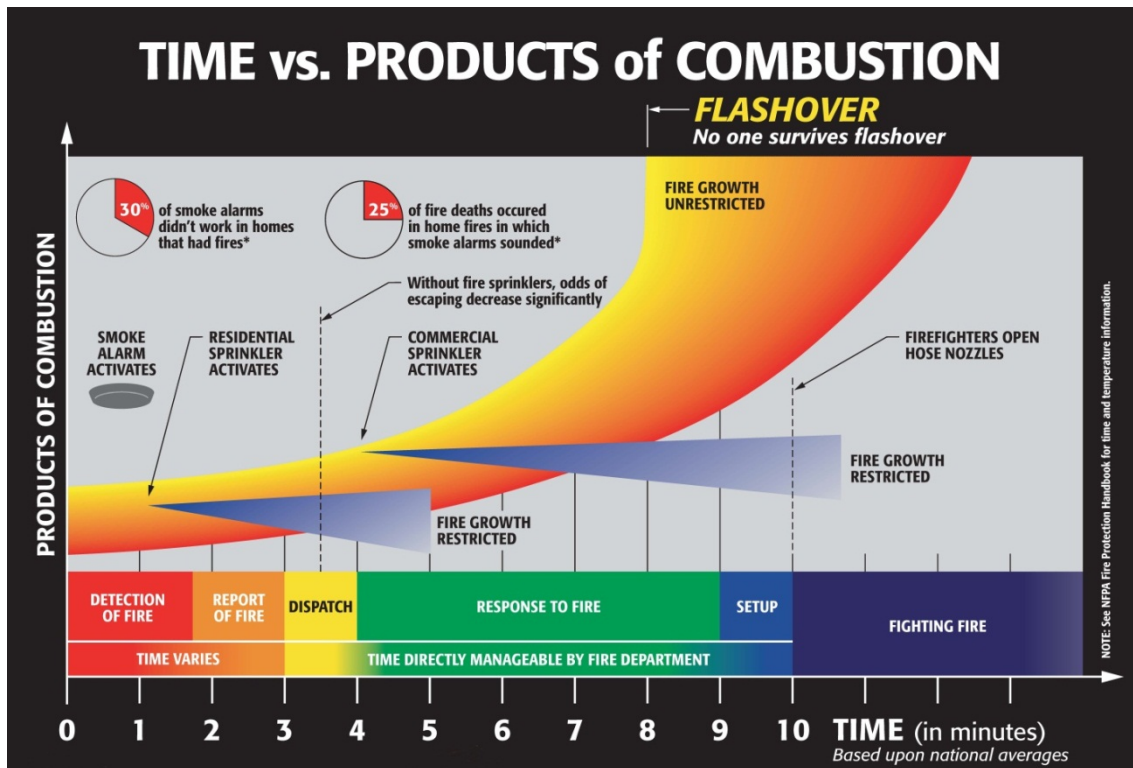 TIME vs. PRODUCTS of COMBUSTION
FLASHOVER
No one survives flashover
PRODUCTS OF COMBUSTION
30%
of smoke alarms
didn't work in homes
that had fires*
25%
of fire deaths occured
in home fires in which
smoke alarms sounded*
FIRE GROWTH
UNRESTRICTED
Without fire sprinklers, odds of
escaping decrease significantly
SMOKE
ALARM
ACTIVATES
RESIDENTIAL
SPRINKLER
ACTIVATES
COMMERCIAL
SPRINKLER
ACTIVATES
FIREFIGHTERS OPEN
HOSE NOZZLES
FIRE GROWTH
RESTRICTED
FIRE GROWTH
RESTRICTED
DETECTION
OF FIRE
REPORT
OF FIRE
DISPATCH
RESPONSE TO FIRE
SETUP
FIGHTING FIRE
TIME VARIES
TIME DIRECTLY MANAGEABLE BY FIRE DEPARTMENT
0 1 2 3 4 5 6 7 8 9 10 TIME (in minutes)
Based upon national averages
NOTE: See NFPA Fire Protection Handbook for time and temperature information.